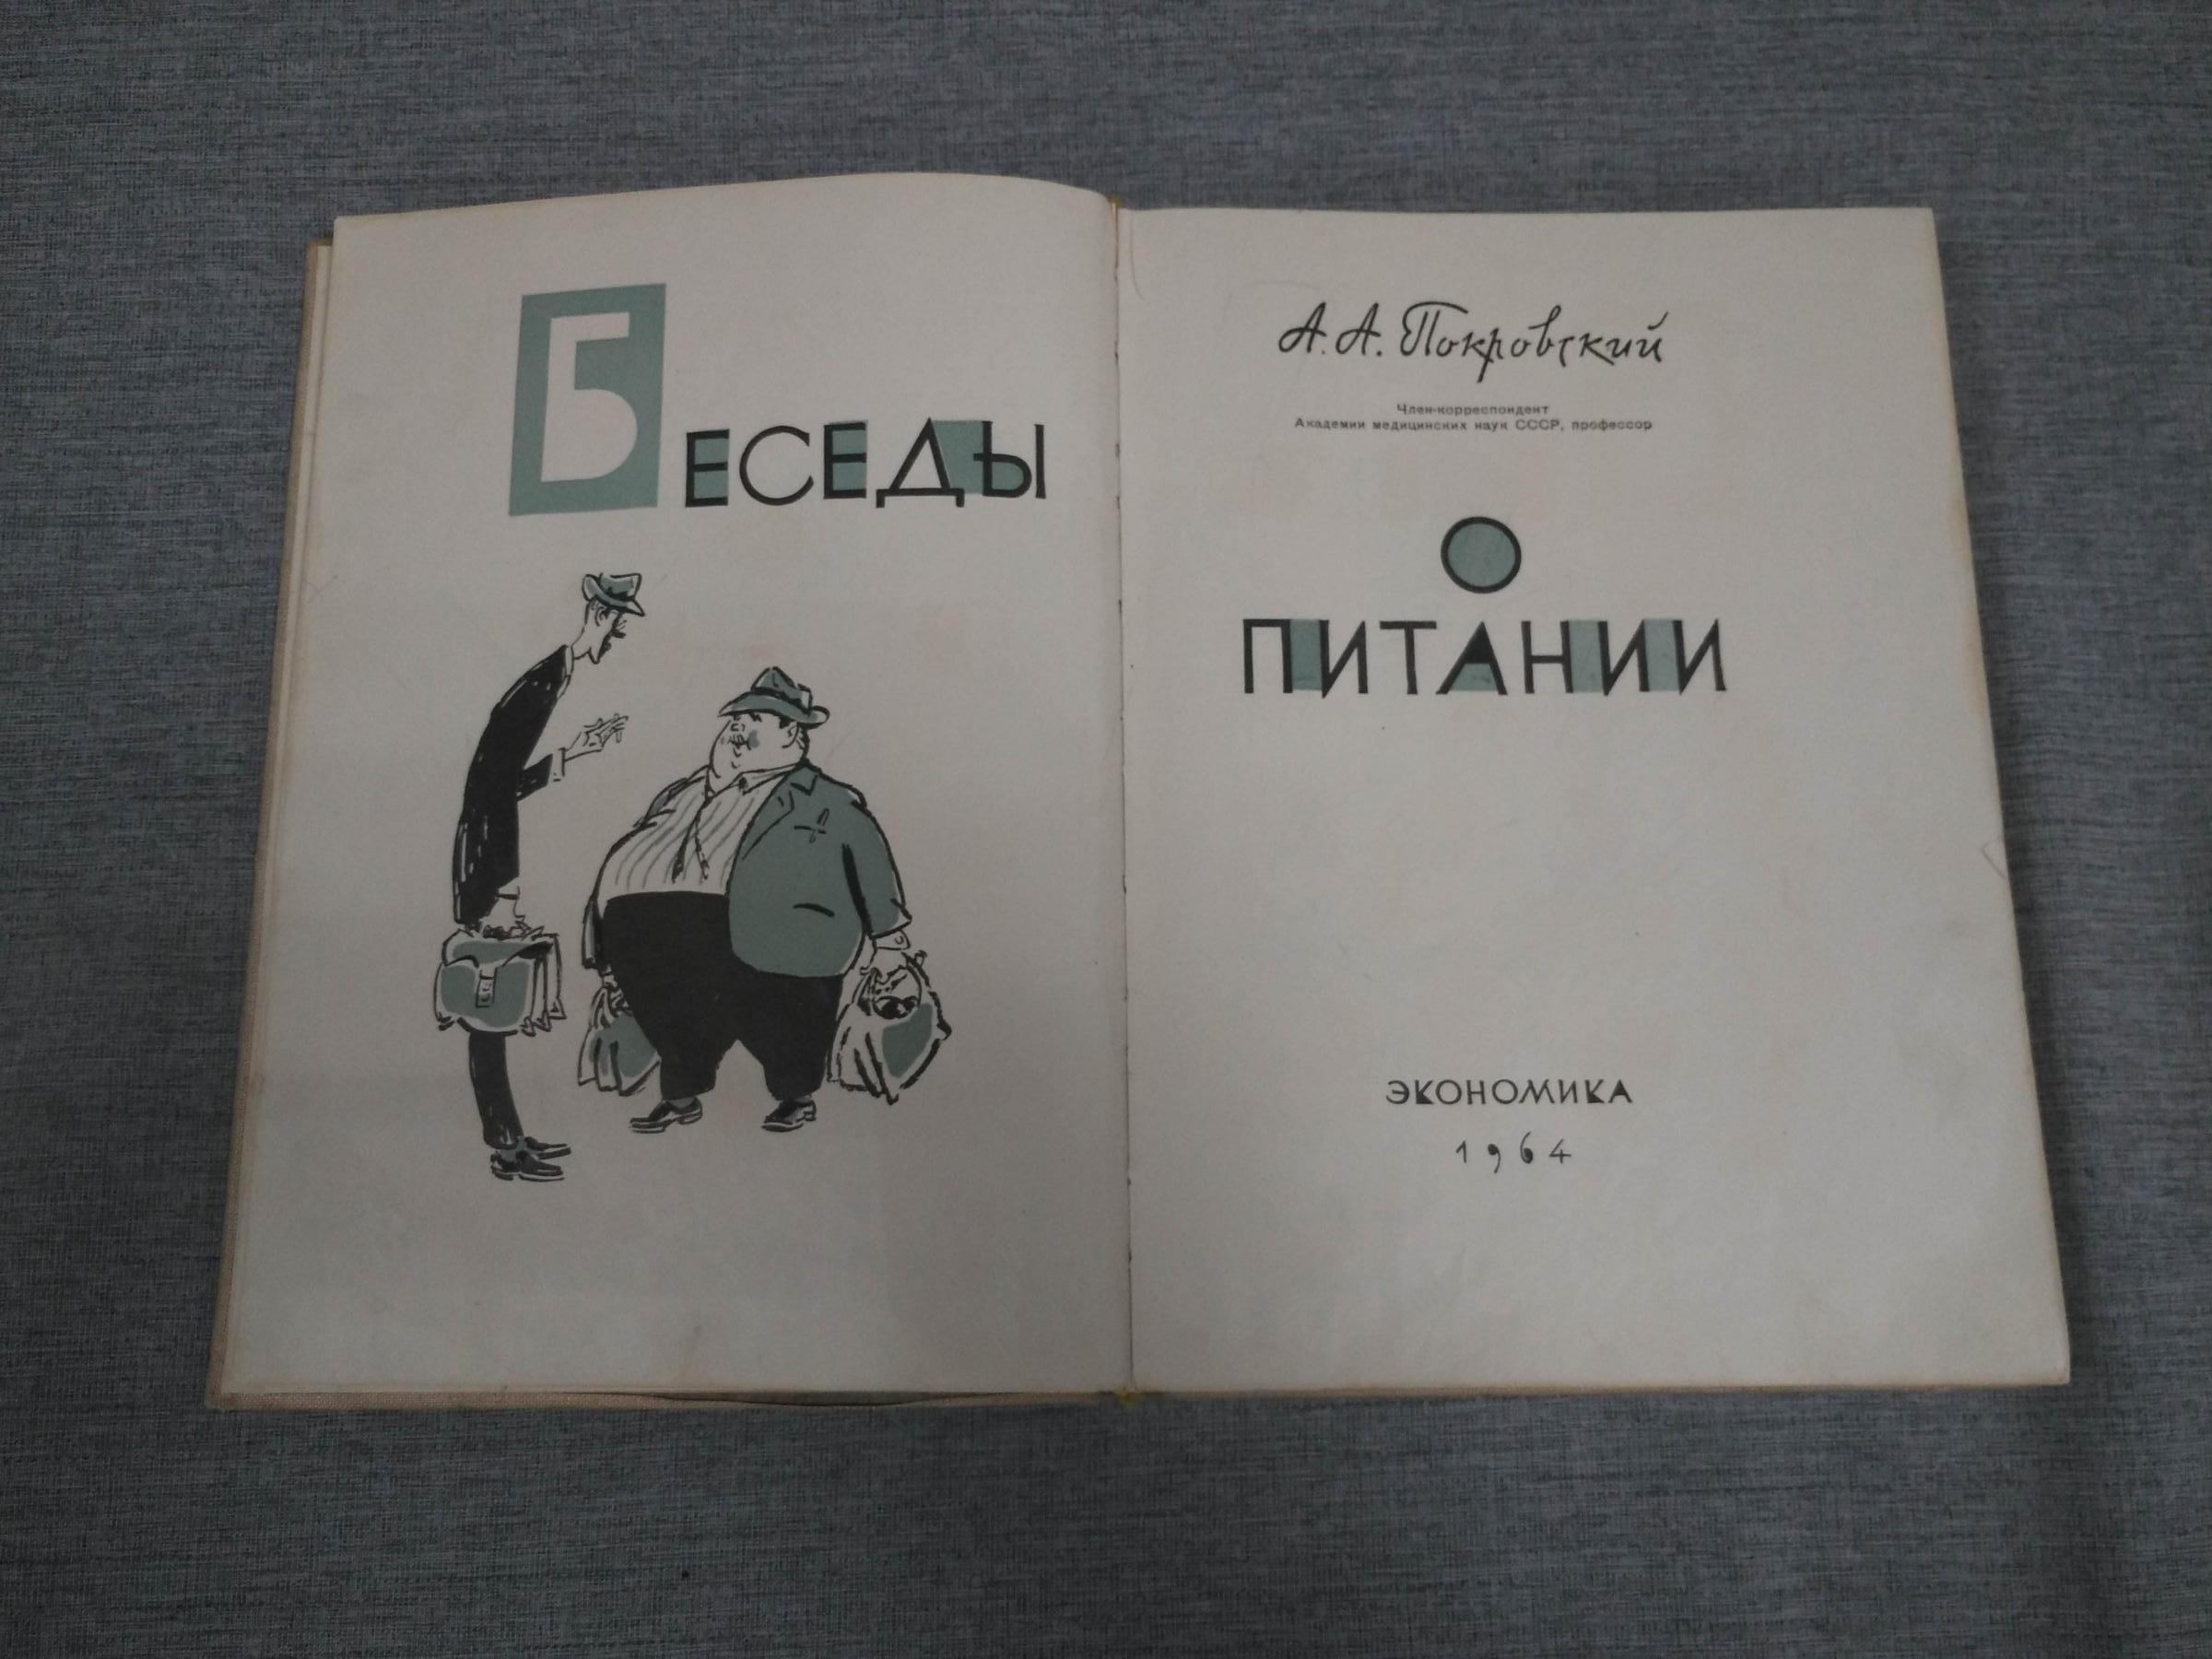 Беседы
А. А. Покровский
Член-корреспондент
Академии медицинских наук СССР, профессор
О
ПИТАНИИ
ЭКОНОМИКА
1964